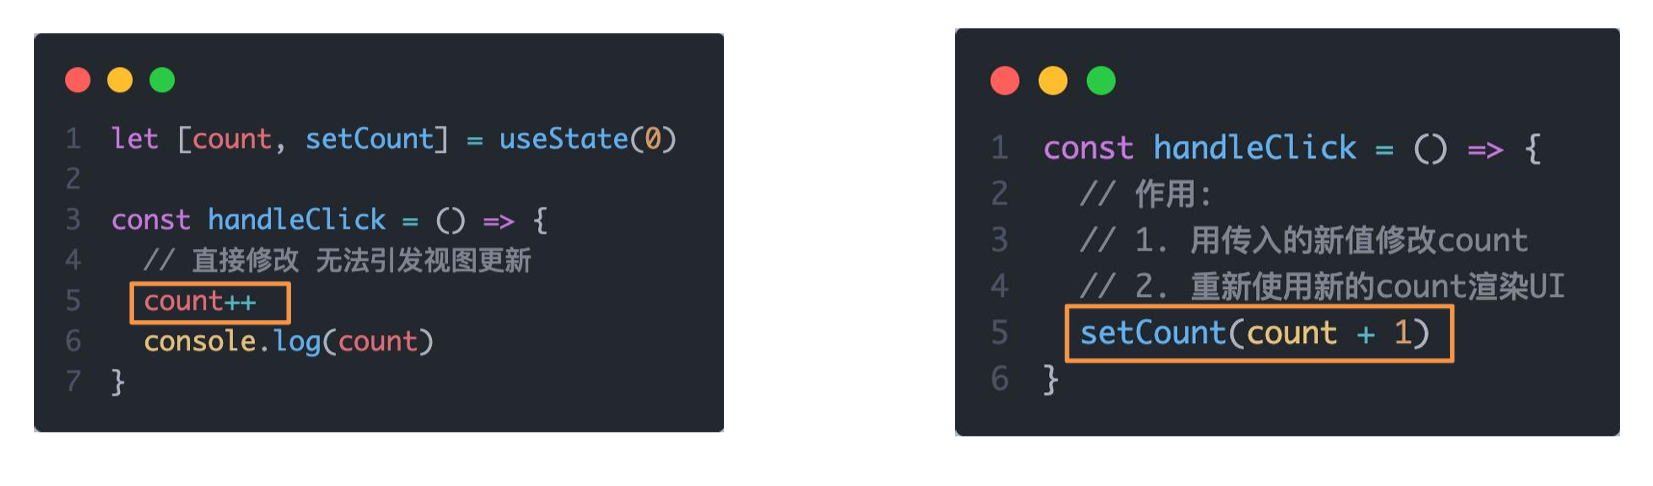 1 let [count, setCount] = useState(0)
2
3 const handleClick = () => {
4 // 直接修改 无法引发视图更新
5 count++
6 console.log(count)
7 }
1 const handleClick = () => {
2 // 作用:
3 // 1. 用传入的新值修改count
4 // 2. 重新使用新的count渲染UI
5 setCount(count + 1)
6 }